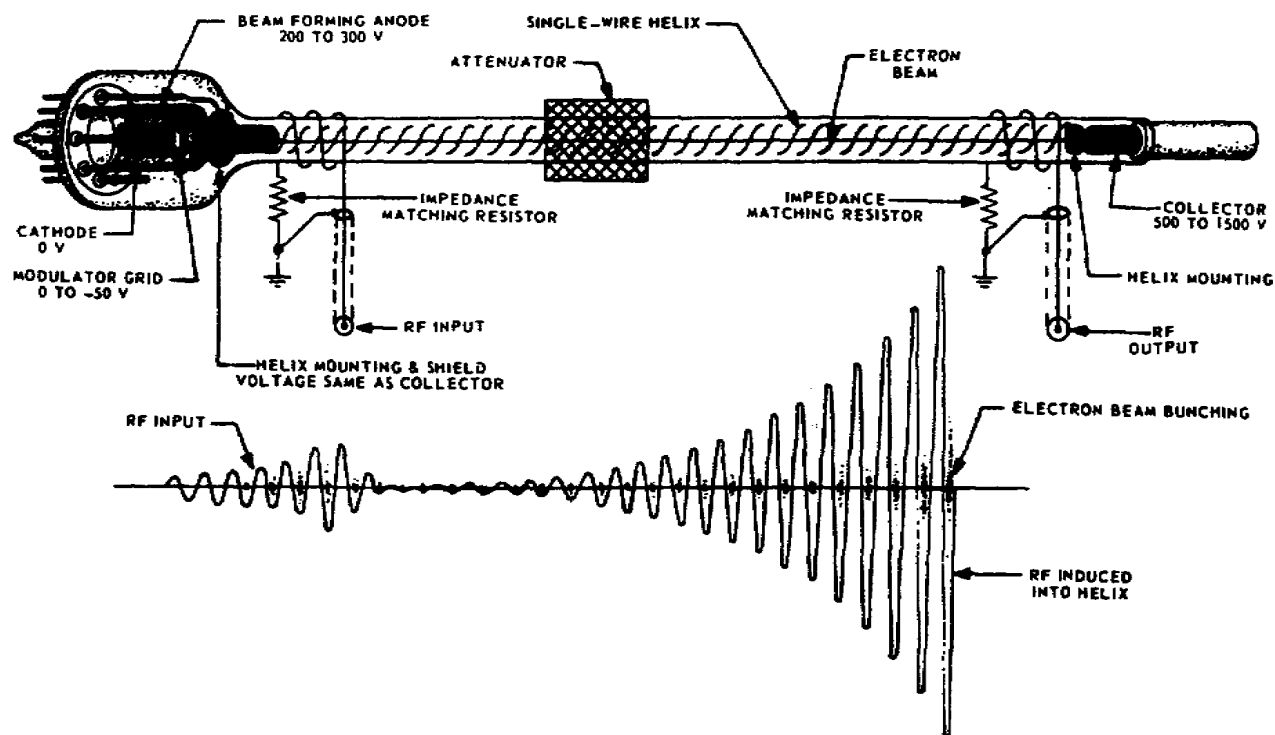 BEAM FORMING ANODE
200 TO 300 V
SINGLE-WIRE HELIX
ATTENUATOR
ELECTRON
BEAM
IMPEDANCE
MATCHING RESISTOR
IMPEDANCE
MATCHING RESISTOR
CATHODE
0 V
COLLECTOR
500 TO 1500 V
MODULATOR GRID
0 TO -50 V
HELIX MOUNTING
RF INPUT
RF
OUTPUT
HELIX MOUNTING & SHIELD
VOLTAGE SAME AS COLLECTOR
RF INPUT
ELECTRON BEAM BUNCHING
RF INDUCED
INTO HELIX